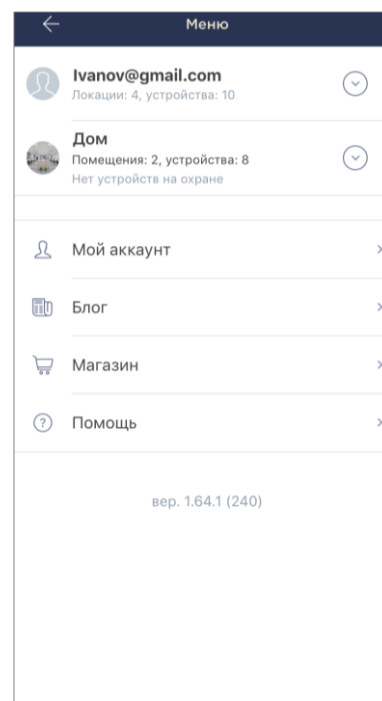 Меню
Ivanov@gmail.com
Локации: 4, устройства: 10
Дом
Помещения: 2, устройства: 8
Нет устройств на охране
Мой аккаунт
Блог
Магазин
Помощь
вер. 1.64.1 (240)